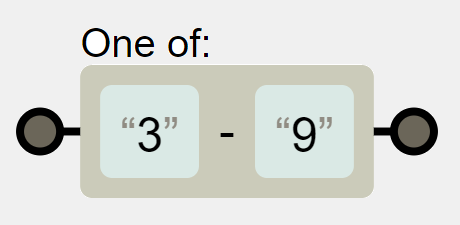 One of:
“3” - “9”